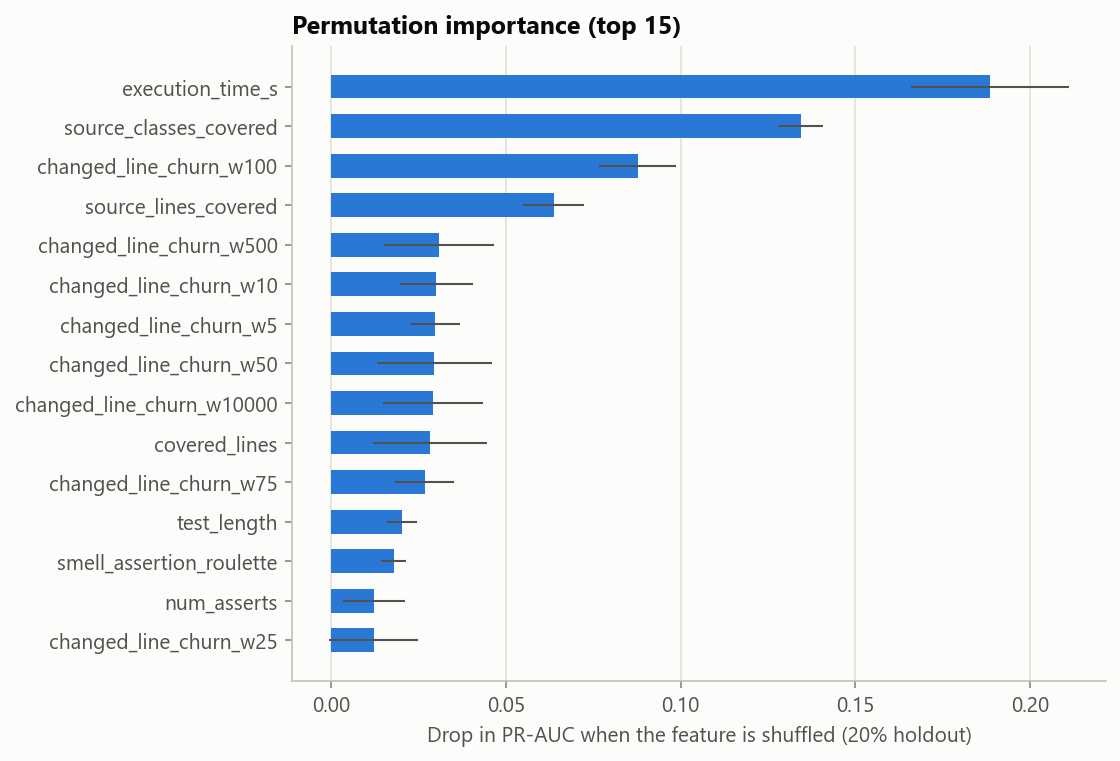 Permutation importance (top 15)
execution_time_s
source_classes_covered
changed_line_churn_w100
source_lines_covered
changed_line_churn_w500
changed_line_churn_w10
changed_line_churn_w5
changed_line_churn_w50
changed_line_churn_w10000
covered_lines
changed_line_churn_w75
test_length
smell_assertion_roulette
num_asserts
changed_line_churn_w25
0.00 0.05 0.10 0.15 0.20
Drop in PR-AUC when the feature is shuffled (20% holdout)